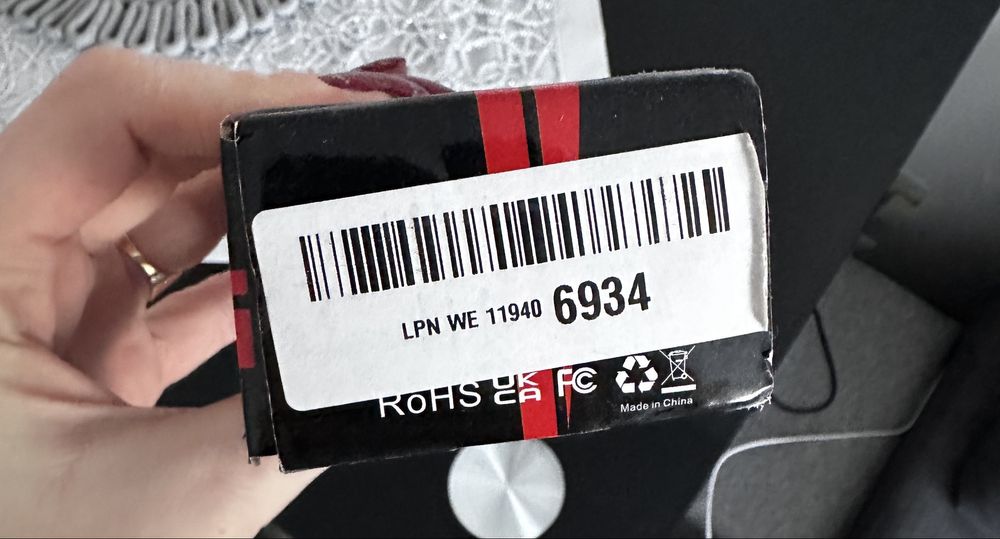 LPN WE 11940 6934
RoHS UK CA FC
Made in China